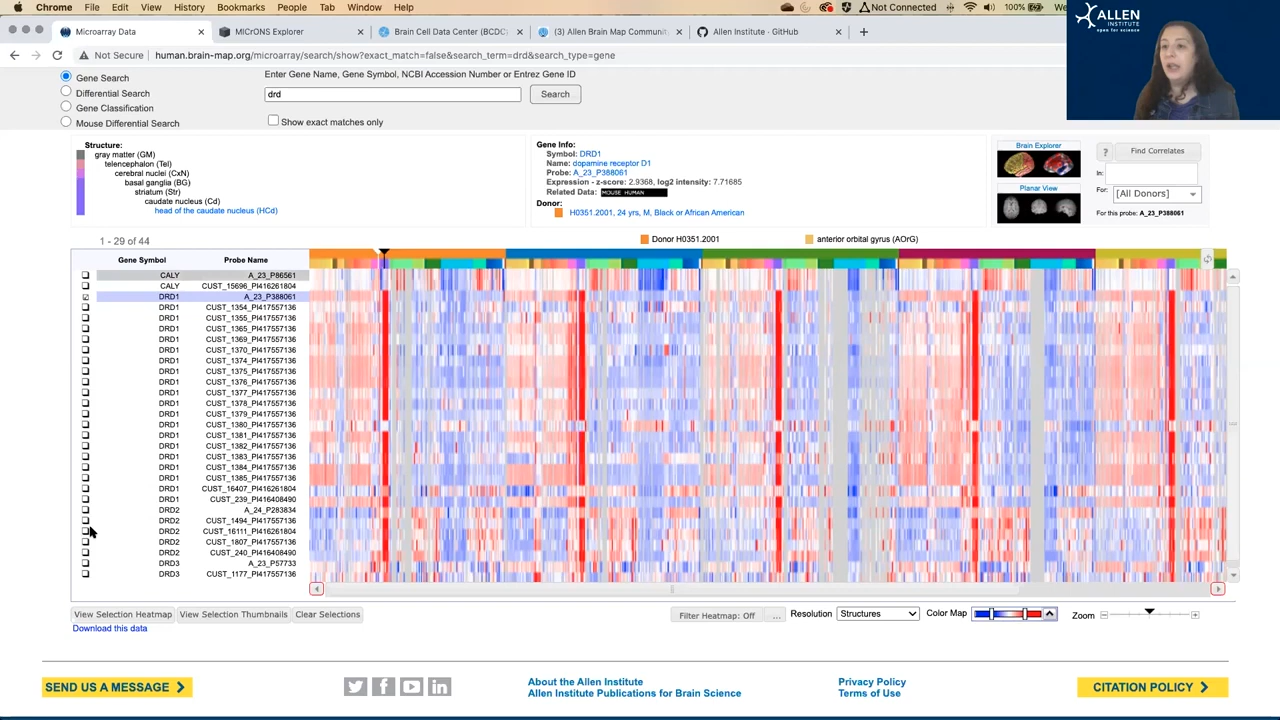 Chrome File Edit View History Bookmarks People Tab Window Help Not Connected 100% We
Microarray Data MICrONS Explorer Brain Cell Data Center (BCDC) (3) Allen Brain Map Communi Allen Institute · GitHub
ALLEN
INSTITUTE
open for science
Not Secure human.brain-map.org/microarray/search/show?exact_match=false&search_term=drd&search_type=gene
Gene Search
Differential Search
Gene Classification
Mouse Differential Search
Enter Gene Name, Gene Symbol, NCBI Accession Number or Entrez Gene ID
drd Search
Show exact matches only
Structure:
gray matter (GM)
telencephalon (Tel)
cerebral nuclei (CxN)
basal ganglia (BG)
striatum (Str)
caudate nucleus (Cd)
head of the caudate nucleus (HCd)
Gene Info:
Symbol: DRD1
Name: dopamine receptor D1
Probe: A_23_P388061
Expression - z-score: 2.9368, log2 intensity: 7.71685
Related Data: MOUSE HUMAN
Donor:
H0351.2001, 24 yrs, M, Black or African American
Brain Explorer
Planar View
? Find Correlates
In:
For: [All Donors]
For this probe: A_23_P388061
1 - 29 of 44
Donor H0351.2001 anterior orbital gyrus (AOrG)
Gene Symbol Probe Name
CALY A_23_P86561
CALY CUST_15696_PI416261804
DRD1 A_23_P388061
DRD1 CUST_1354_PI417557136
DRD1 CUST_1355_PI417557136
DRD1 CUST_1365_PI417557136
DRD1 CUST_1369_PI417557136
DRD1 CUST_1370_PI417557136
DRD1 CUST_1374_PI417557136
DRD1 CUST_1375_PI417557136
DRD1 CUST_1376_PI417557136
DRD1 CUST_1377_PI417557136
DRD1 CUST_1378_PI417557136
DRD1 CUST_1379_PI417557136
DRD1 CUST_1380_PI417557136
DRD1 CUST_1381_PI417557136
DRD1 CUST_1382_PI417557136
DRD1 CUST_1383_PI417557136
DRD1 CUST_1384_PI417557136
DRD1 CUST_1385_PI417557136
DRD1 CUST_16407_PI416261804
DRD1 CUST_239_PI416408490
DRD2 A_24_P283834
DRD2 CUST_1494_PI417557136
DRD2 CUST_16111_PI416261804
DRD2 CUST_1807_PI417557136
DRD2 CUST_240_PI416408490
DRD3 A_23_P57733
DRD3 CUST_1177_PI417557136
View Selection Heatmap View Selection Thumbnails Clear Selections
Filter Heatmap: Off ... Resolution Structures Color Map Zoom
Download this data
SEND US A MESSAGE
About the Allen Institute
Allen Institute Publications for Brain Science
Privacy Policy
Terms of Use
CITATION POLICY